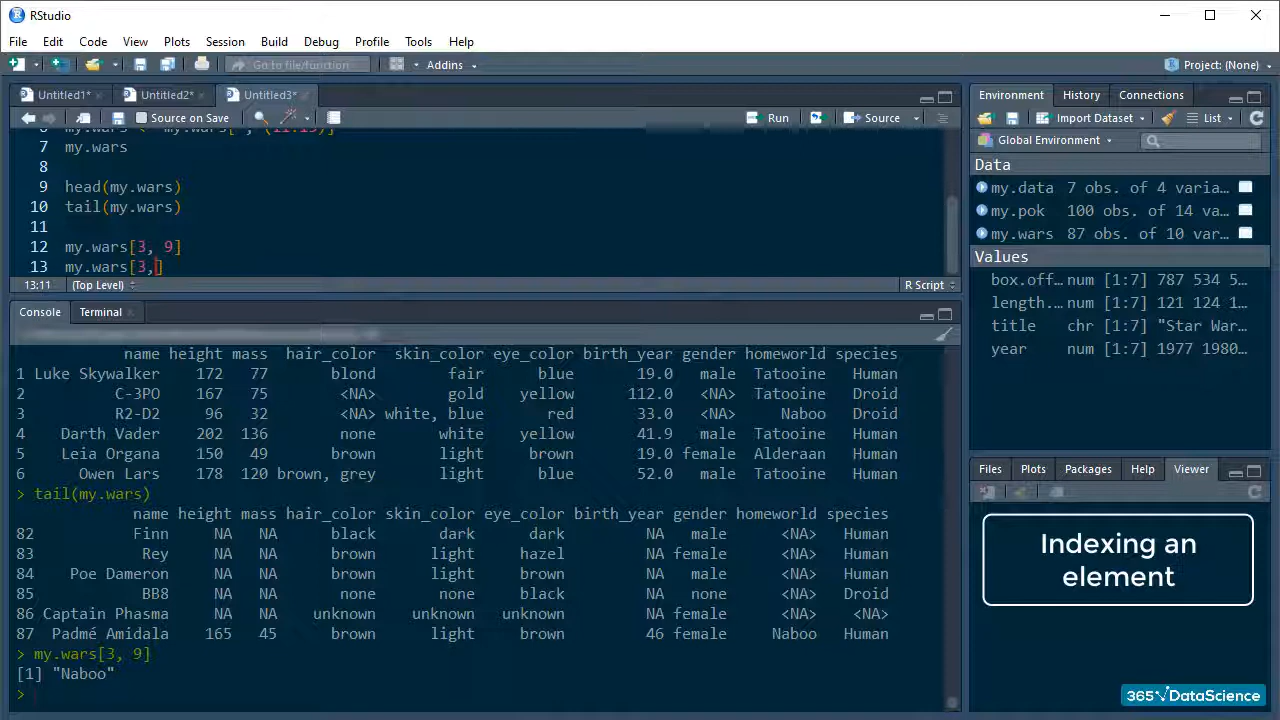 RStudio
File Edit Code View Plots Session Build Debug Profile Tools Help
Go to file/function Addins Project: (None)
Untitled1* Untitled2* Untitled3*
Source on Save Run Source
7 my.wars
8
9 head(my.wars)
10 tail(my.wars)
11
12 my.wars[3, 9]
13 my.wars[3,]
13:11 (Top Level) R Script
Console Terminal
name height mass hair_color skin_color eye_color birth_year gender homeworld species
1 Luke Skywalker 172 77 blond fair blue 19.0 male Tatooine Human
2 C-3PO 167 75 <NA> gold yellow 112.0 <NA> Tatooine Droid
3 R2-D2 96 32 <NA> white, blue red 33.0 <NA> Naboo Droid
4 Darth Vader 202 136 none white yellow 41.9 male Tatooine Human
5 Leia Organa 150 49 brown light brown 19.0 female Alderaan Human
6 Owen Lars 178 120 brown, grey light blue 52.0 male Tatooine Human
> tail(my.wars)
name height mass hair_color skin_color eye_color birth_year gender homeworld species
82 Finn NA NA black dark dark NA male <NA> Human
83 Rey NA NA brown light hazel NA female <NA> Human
84 Poe Dameron NA NA brown light brown NA male <NA> Human
85 BB8 NA NA none none black NA none <NA> Droid
86 Captain Phasma NA NA unknown unknown unknown NA female <NA> <NA>
87 Padmé Amidala 165 45 brown light brown 46 female Naboo Human
> my.wars[3, 9]
[1] "Naboo"
>
Environment History Connections
Import Dataset List
Global Environment
Data
my.data 7 obs. of 4 varia…
my.pok 100 obs. of 14 va…
my.wars 87 obs. of 10 var…
Values
box.off… num [1:7] 787 534 5…
length.… num [1:7] 121 124 1…
title chr [1:7] "Star War…
year num [1:7] 1977 1980…
Files Plots Packages Help Viewer
Indexing an
element
365 DataScience